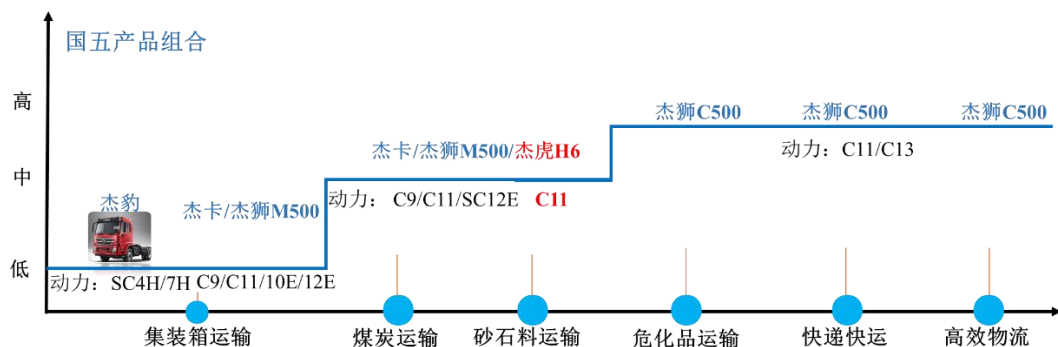 国五产品组合
高
杰狮C500 杰狮C500 杰狮C500
杰卡/杰狮M500/杰虎H6
动力：C11/C13
中
动力：C9/C11/SC12E C11
杰豹 杰卡/杰狮M500
低
动力：SC4H/7H C9/C11/10E/12E
集装箱运输 煤炭运输 砂石料运输 危化品运输 快递快运 高效物流